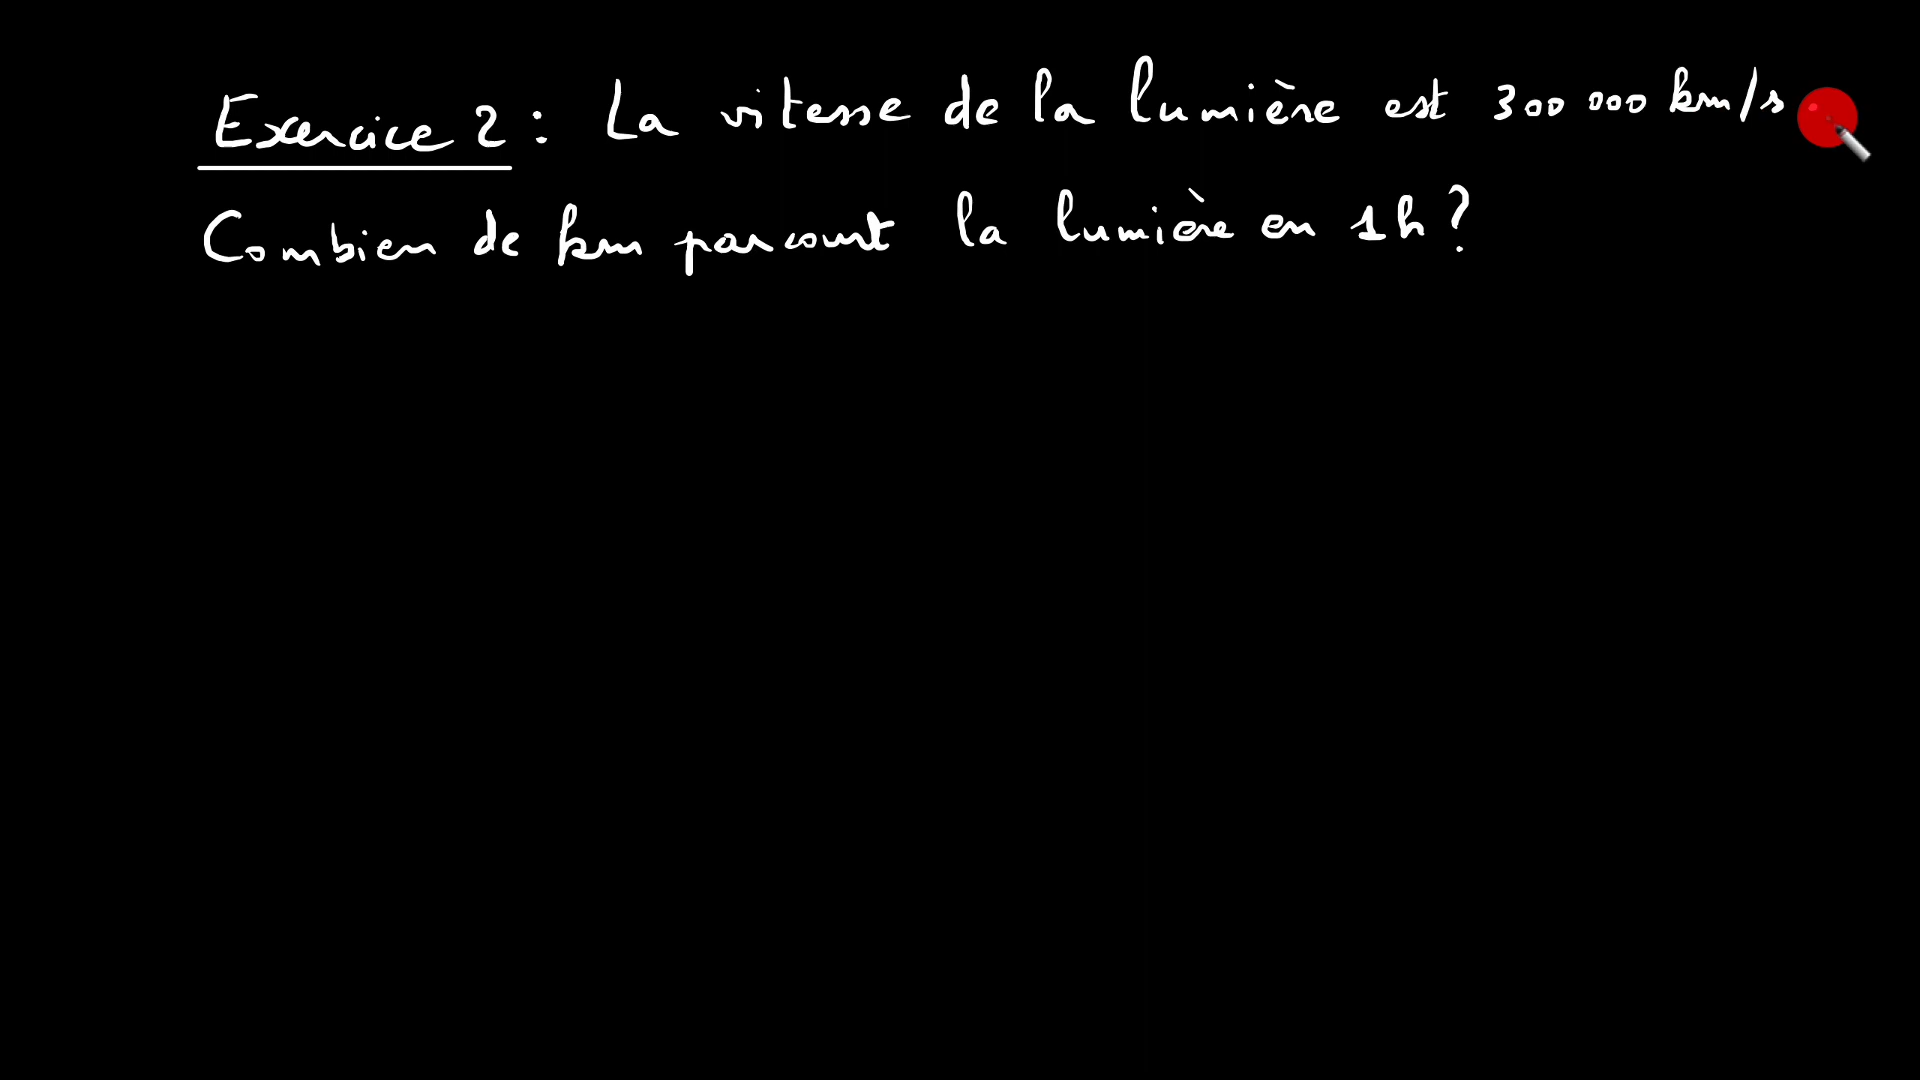 Exercice 2 : La vitesse de la lumière est 300 000 km/s
Combien de km parcourt la lumière en 1h ?